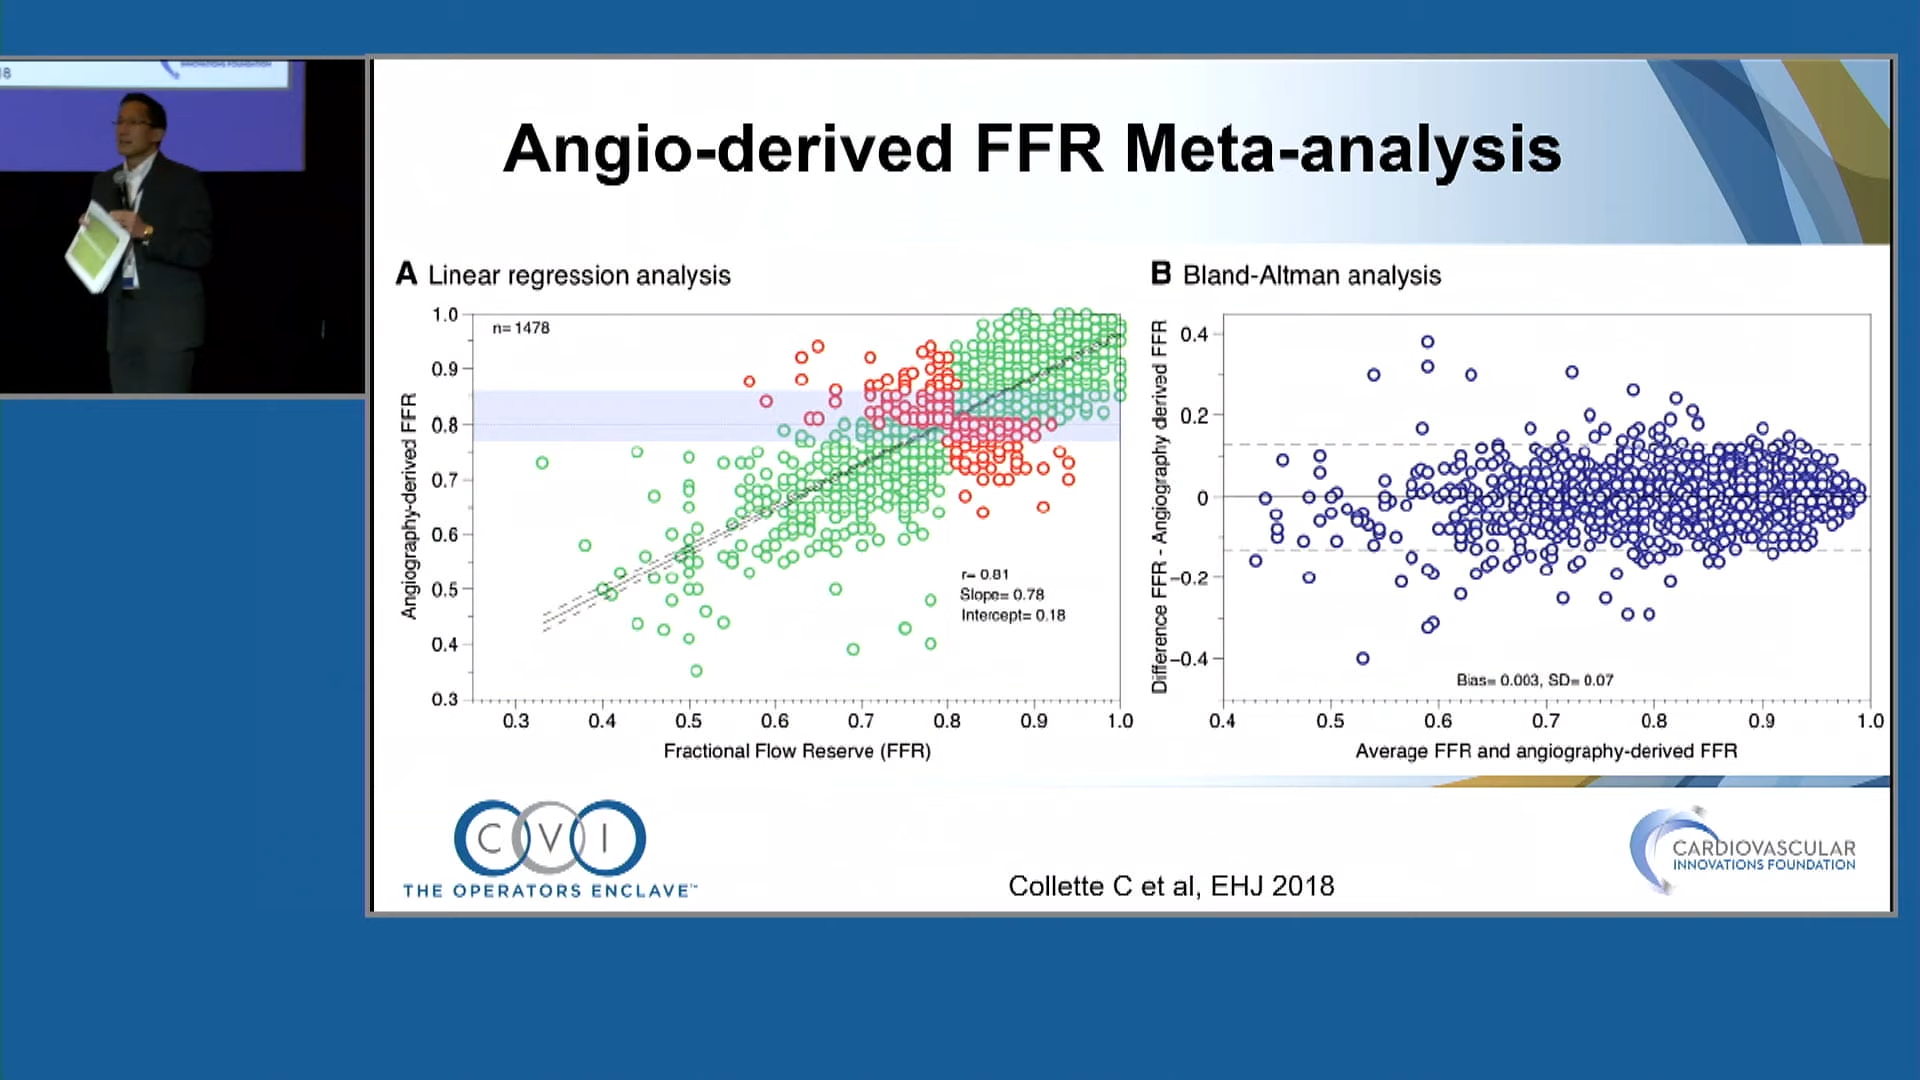 18
Angio-derived FFR Meta-analysis
A Linear regression analysis
n= 1478
1.0
0.9
0.8
0.7
0.6
0.5
0.4
0.3
Angiography-derived FFR
r= 0.81
Slope= 0.78
Intercept= 0.18
0.3 0.4 0.5 0.6 0.7 0.8 0.9 1.0
Fractional Flow Reserve (FFR)
B Bland-Altman analysis
0.4
0.2
0
−0.2
−0.4
Difference FFR - Angiography derived FFR
Bias= 0.003, SD= 0.07
0.4 0.5 0.6 0.7 0.8 0.9 1.0
Average FFR and angiography-derived FFR
C V I
THE OPERATORS ENCLAVE™
Collette C et al, EHJ 2018
CARDIOVASCULAR
INNOVATIONS FOUNDATION